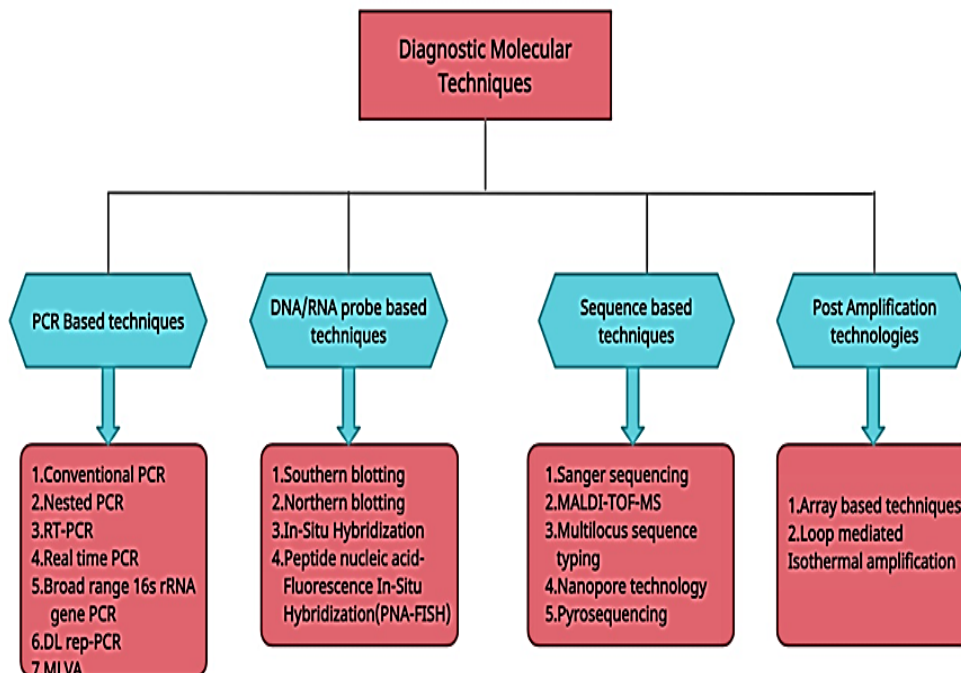 Diagnostic Molecular
Techniques
PCR Based techniques
DNA/RNA probe based
techniques
Sequence based
techniques
Post Amplification
technologies
1.Conventional PCR
2.Nested PCR
3.RT-PCR
4.Real time PCR
5.Broad range 16s rRNA
gene PCR
6.DL rep-PCR
7.MLVA
1.Southern blotting
2.Northern blotting
3.In-Situ Hybridization
4.Peptide nucleic acid-
Fluorescence In-Situ
Hybridization(PNA-FISH)
1.Sanger sequencing
2.MALDI-TOF-MS
3.Multilocus sequence
typing
4.Nanopore technology
5.Pyrosequencing
1.Array based techniques
2.Loop mediated
Isothermal amplification